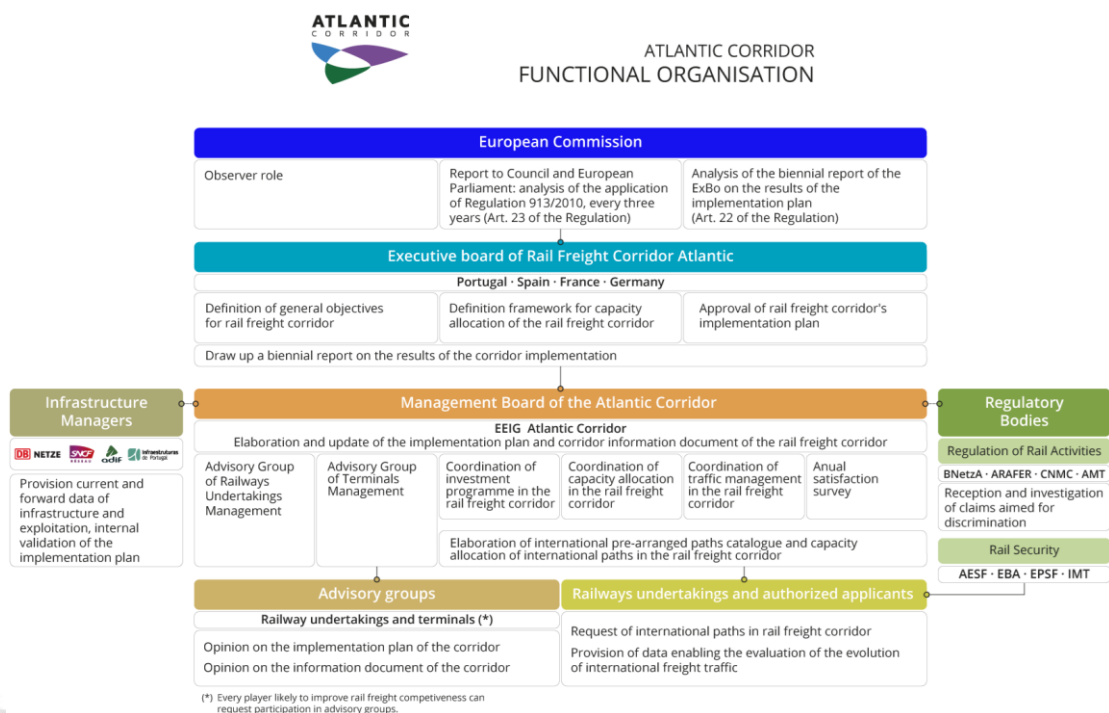 ATLANTIC
CORRIDOR
ATLANTIC CORRIDOR
FUNCTIONAL ORGANISATION
European Commission
Observer role
Report to Council and European
Parliament: analysis of the application
of Regulation 913/2010, every three
years (Art. 23 of the Regulation)
Analysis of the biennial report of the
ExBo on the results of the
implementation plan
(Art. 22 of the Regulation)
Executive board of Rail Freight Corridor Atlantic
Portugal · Spain · France · Germany
Definition of general objectives
for rail freight corridor
Definition framework for capacity
allocation of the rail freight corridor
Approval of rail freight corridor's
implementation plan
Draw up a biennial report on the results of the corridor implementation
Infrastructure
Managers
DB NETZE SNCF RÉSEAU adif Infraestruturas de Portugal
Provision current and
forward data of
infrastructure and
exploitation, internal
validation of the
implementation plan
Management Board of the Atlantic Corridor
EEIG Atlantic Corridor
Elaboration and update of the implementation plan and corridor information document of the rail freight corridor
Advisory Group
of Railways
Undertakings
Management
Advisory Group
of Terminals
Management
Coordination of
investment
programme in the
rail freight corridor
Coordination of
capacity allocation
in the rail freight
corridor
Coordination of
traffic management
in the rail freight
corridor
Anual
satisfaction
survey
Elaboration of international pre-arranged paths catalogue and capacity
allocation of international paths in the rail freight corridor
Regulatory
Bodies
Regulation of Rail Activities
BNetzA · ARAFER · CNMC · AMT
Reception and investigation
of claims aimed for
discrimination
Rail Security
AESF · EBA · EPSF · IMT
Advisory groups
Railway undertakings and terminals (*)
Opinion on the implementation plan of the corridor
Opinion on the information document of the corridor
Railways undertakings and authorized applicants
Request of international paths in rail freight corridor
Provision of data enabling the evaluation of the evolution
of international freight traffic
(*) Every player likely to improve rail freight competiveness can
request participation in advisory groups.